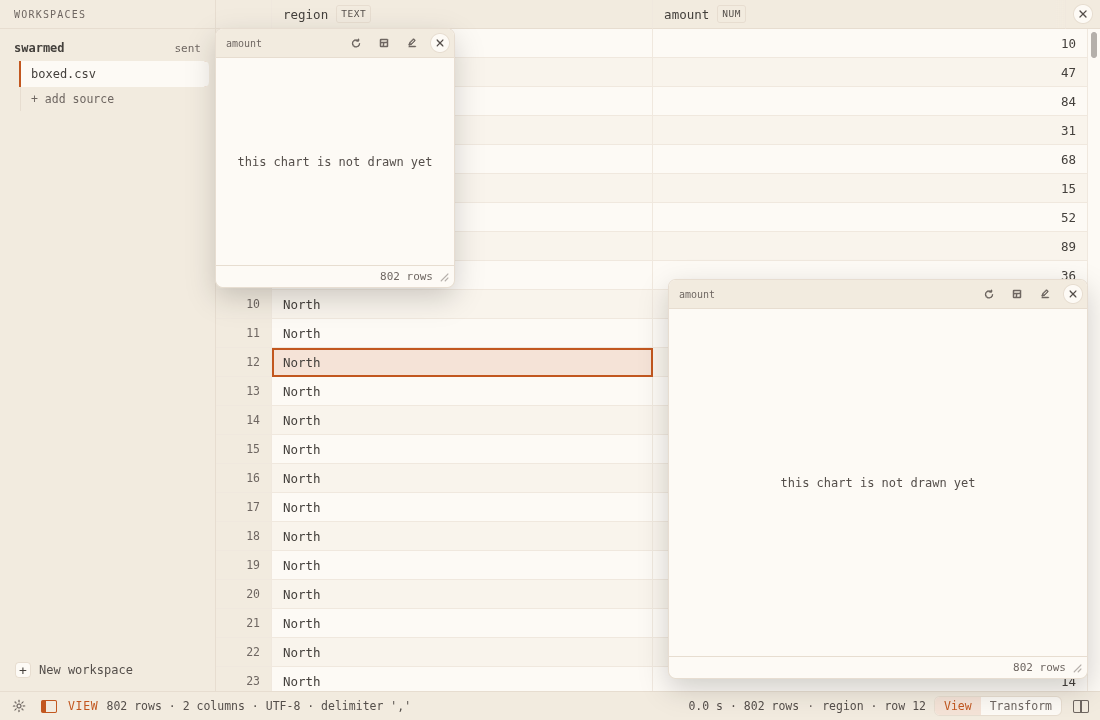 WORKSPACES
swarmed sent
boxed.csv
+ add source
+ New workspace
region TEXT amount NUM
10
47
84
31
68
15
52
89
36
amount
this chart is not drawn yet
802 rows
10 North
11 North
12 North
13 North
14 North
15 North
16 North
17 North
18 North
19 North
20 North
21 North
22 North
23 North 14
amount
this chart is not drawn yet
802 rows
VIEW 802 rows · 2 columns · UTF-8 · delimiter ','
0.0 s · 802 rows · region · row 12 View Transform